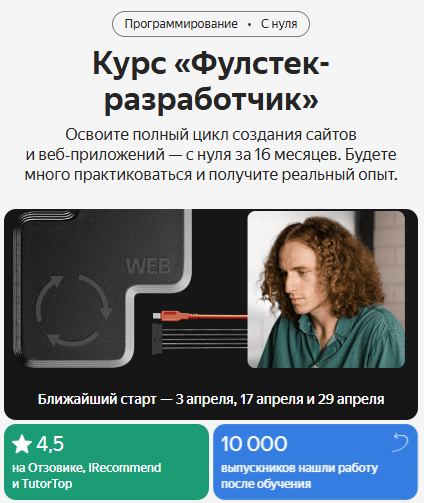 Программирование • С нуля
Курс «Фулстек-
разработчик»
Освоите полный цикл создания сайтов
и веб-приложений — с нуля за 16 месяцев. Будете
много практиковаться и получите реальный опыт.
WEB
Ближайший старт — 3 апреля, 17 апреля и 29 апреля
4,5
на Отзовике, IRecommend
и TutorTop
10 000
выпускников нашли работу
после обучения